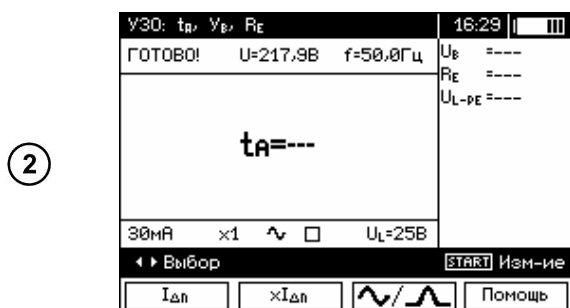 УЗО: tA, УB, RE 16:29
ГОТОВО! U=217,9В f=50,0Гц UB =---
RE =---
UL-PE =---
2
tA=---
30мА x1 UL=25В
Выбор START Изм-ие
IΔn xIΔn / Помощь